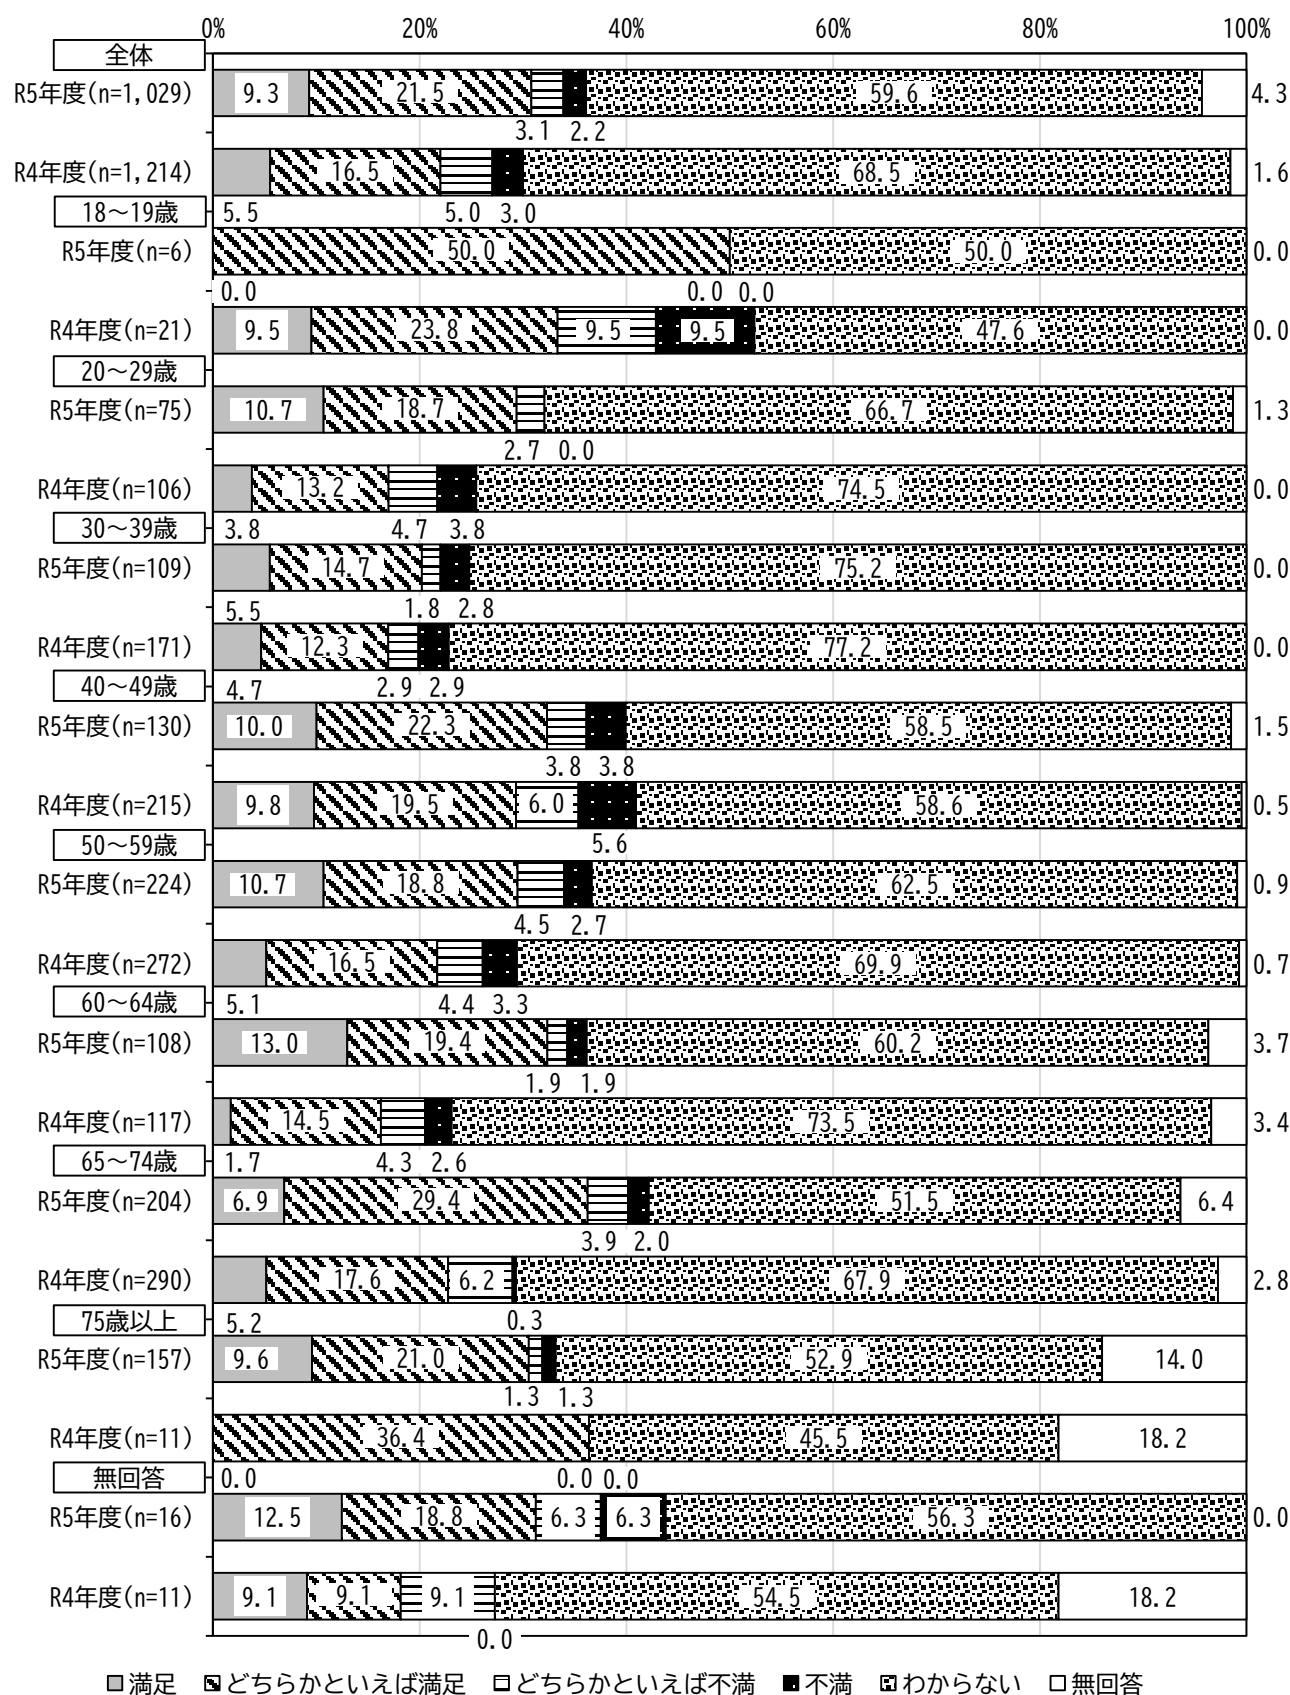 0% 20% 40% 60% 80% 100%
全体
R5年度(n=1,029) 9.3 21.5 59.6 4.3
3.1 2.2
R4年度(n=1,214) 16.5 68.5 1.6
18～19歳 5.5 5.0 3.0
R5年度(n=6) 50.0 50.0 0.0
0.0 0.0 0.0
R4年度(n=21) 9.5 23.8 9.5 9.5 47.6 0.0
20～29歳
R5年度(n=75) 10.7 18.7 66.7 1.3
2.7 0.0
R4年度(n=106) 13.2 74.5 0.0
30～39歳 3.8 4.7 3.8
R5年度(n=109) 14.7 75.2 0.0
5.5 1.8 2.8
R4年度(n=171) 12.3 77.2 0.0
40～49歳 4.7 2.9 2.9
R5年度(n=130) 10.0 22.3 58.5 1.5
3.8 3.8
R4年度(n=215) 9.8 19.5 6.0 58.6 0.5
50～59歳 5.6
R5年度(n=224) 10.7 18.8 62.5 0.9
4.5 2.7
R4年度(n=272) 16.5 69.9 0.7
60～64歳 5.1 4.4 3.3
R5年度(n=108) 13.0 19.4 60.2 3.7
1.9 1.9
R4年度(n=117) 14.5 73.5 3.4
65～74歳 1.7 4.3 2.6
R5年度(n=204) 6.9 29.4 51.5 6.4
3.9 2.0
R4年度(n=290) 17.6 6.2 67.9 2.8
75歳以上 5.2 0.3
R5年度(n=157) 9.6 21.0 52.9 14.0
1.3 1.3
R4年度(n=11) 36.4 45.5 18.2
無回答 0.0 0.0 0.0
R5年度(n=16) 12.5 18.8 6.3 6.3 56.3 0.0
R4年度(n=11) 9.1 9.1 9.1 54.5 18.2
0.0
満足 どちらかといえば満足 どちらかといえば不満 不満 わからない 無回答